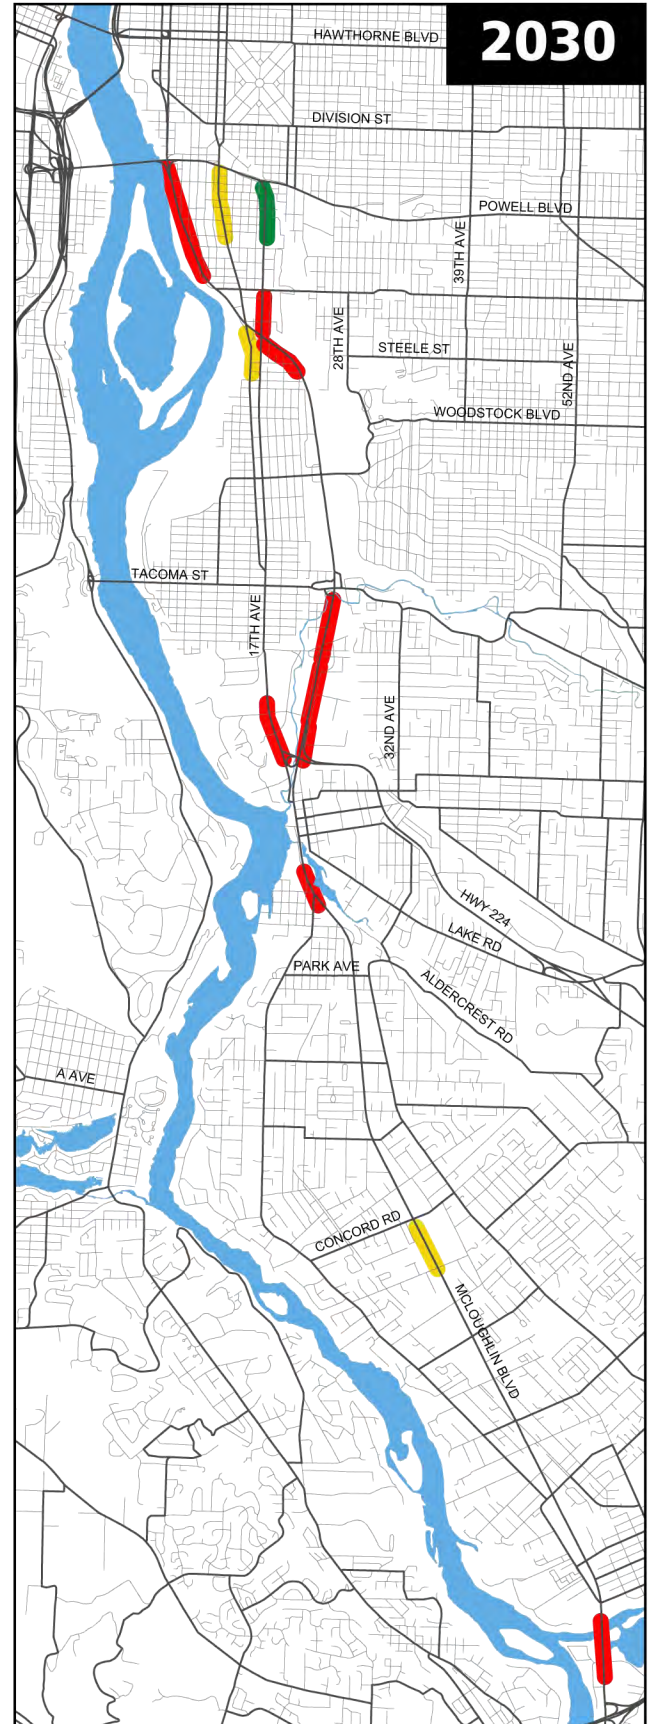 HAWTHORNE BLVD
2030
DIVISION ST
POWELL BLVD
39TH AVE
28TH AVE
STEELE ST
52ND AVE
WOODSTOCK BLVD
TACOMA ST
17TH AVE
32ND AVE
HWY 224
LAKE RD
PARK AVE
ALDERCREST RD
A AVE
CONCORD RD
MCLOUGHLIN BLVD